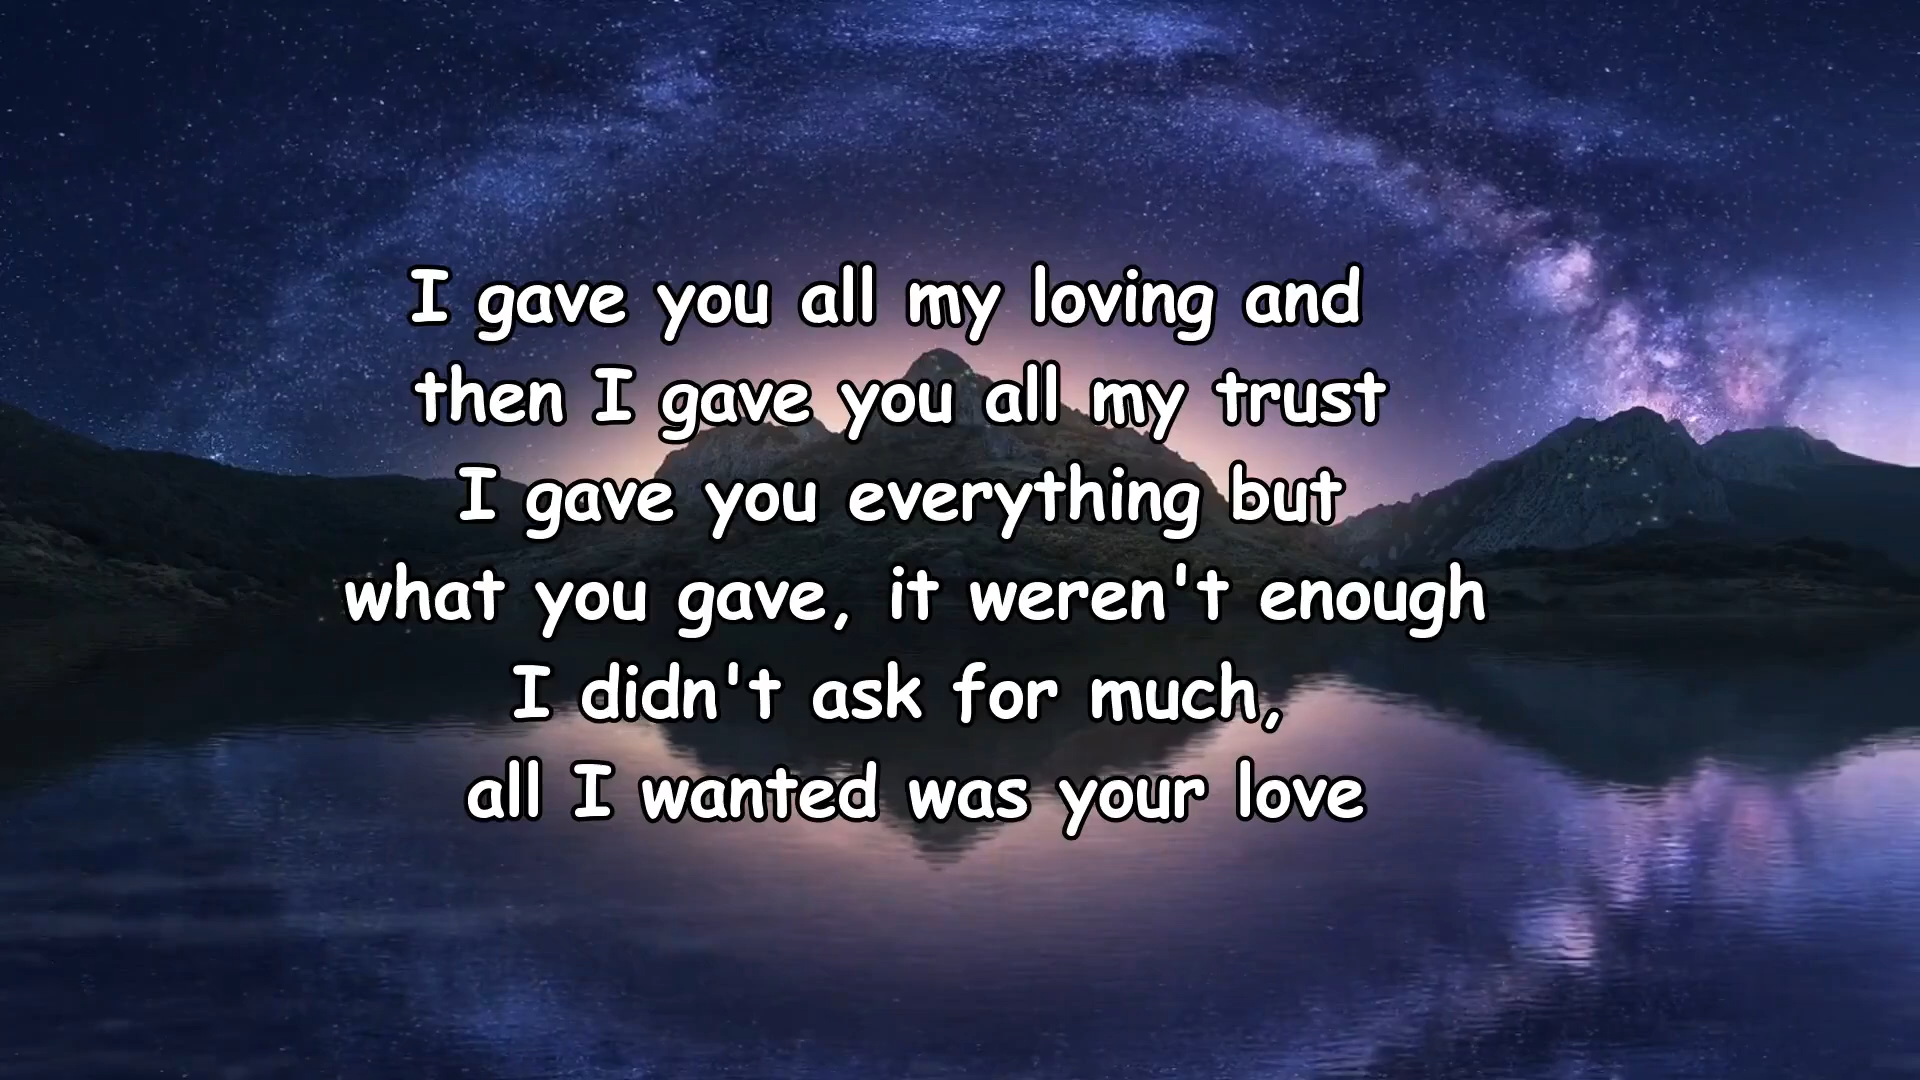 I gave you all my loving and
then I gave you all my trust
I gave you everything but
what you gave, it weren't enough
I didn't ask for much,
all I wanted was your love